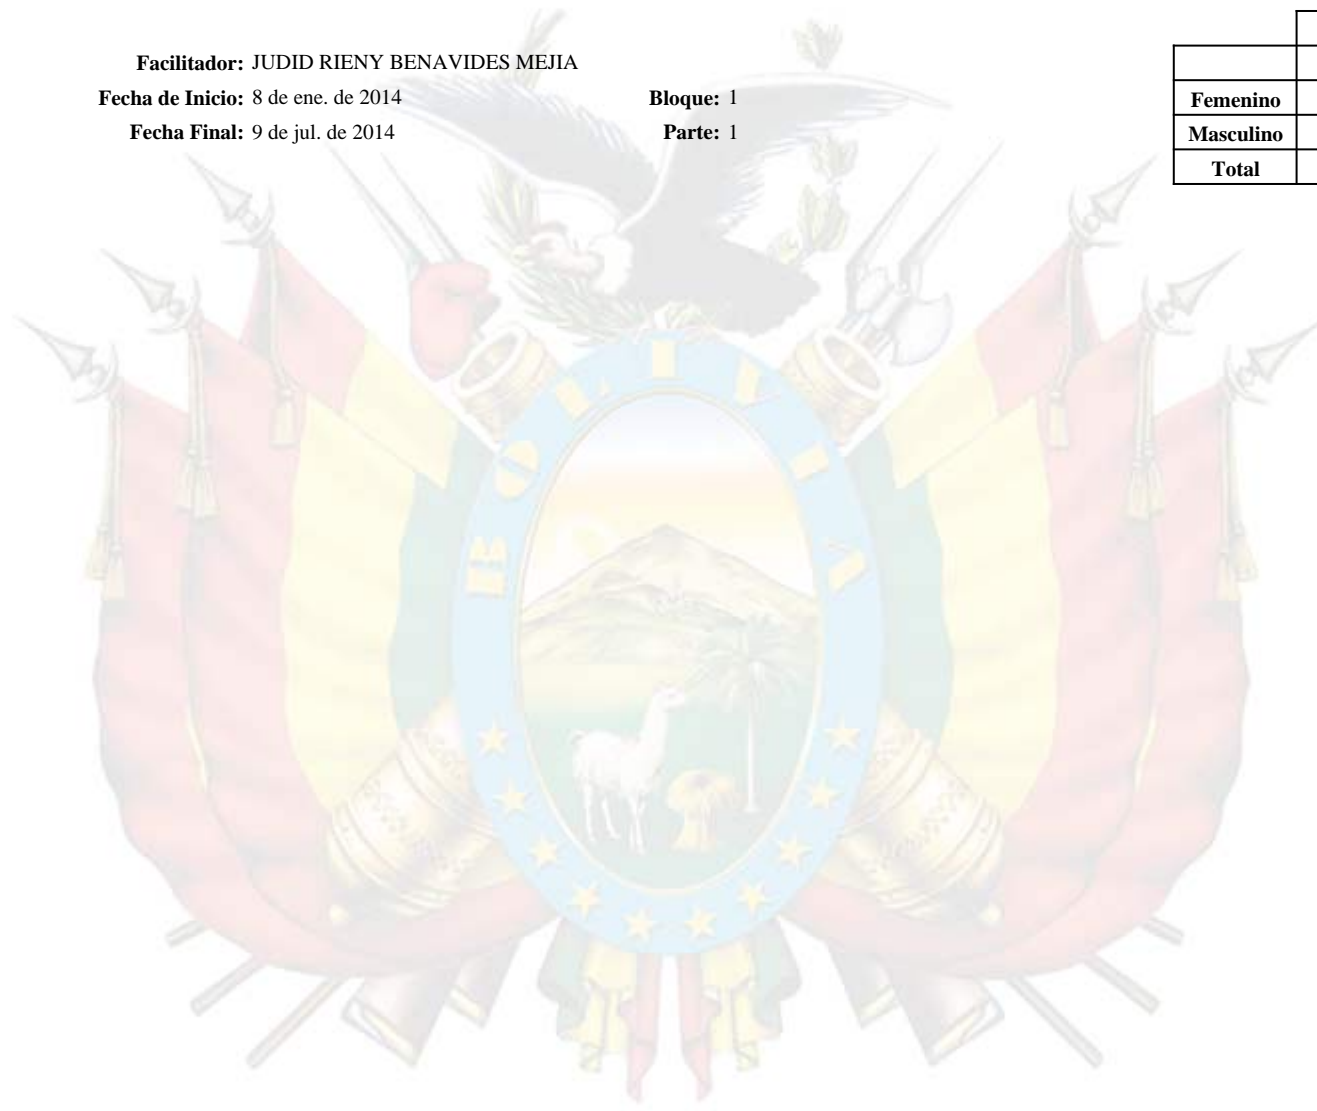 Facilitador: JUDID RIENY BENAVIDES MEJIA
Fecha de Inicio: 8 de ene. de 2014 Bloque: 1
Fecha Final: 9 de jul. de 2014 Parte: 1
Femenino
Masculino
Total
BOLIVIA